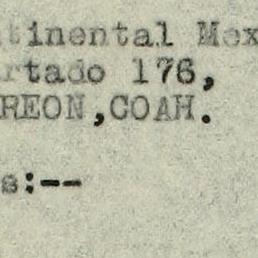 tinental Mex
rtado 176,
REON,COAH.
s:--